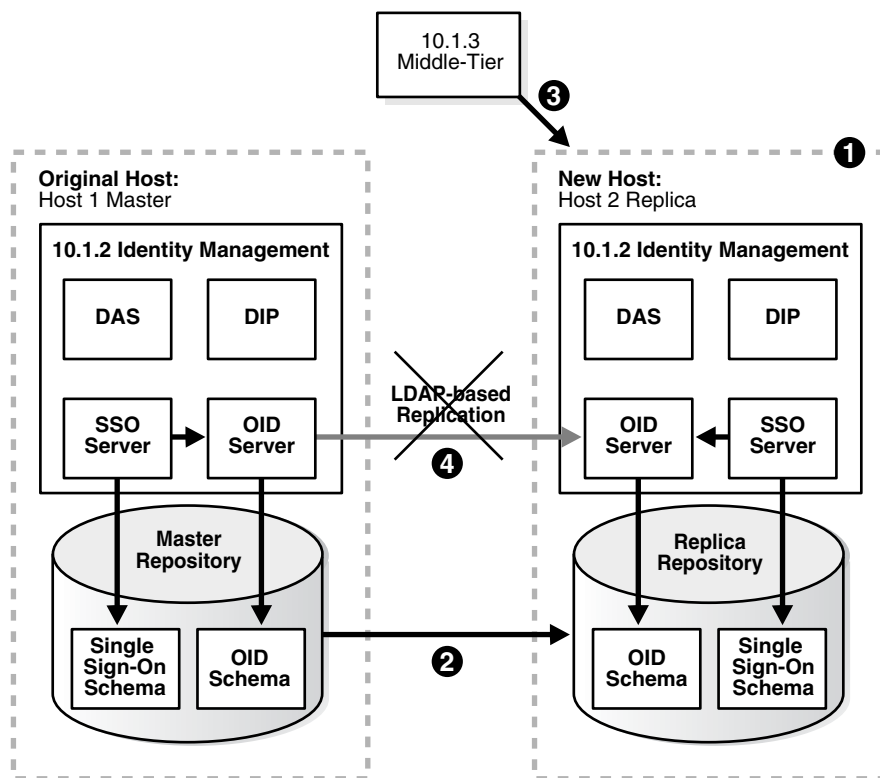 10.1.3
Middle-Tier
3
1
Original Host:
Host 1 Master
10.1.2 Identity Management
DAS
DIP
SSO
Server
OID
Server
Master
Repository
Single
Sign-On
Schema
OID
Schema
LDAP-based
Replication
4
2
New Host:
Host 2 Replica
10.1.2 Identity Management
DAS
DIP
OID
Server
SSO
Server
Replica
Repository
OID
Schema
Single
Sign-On
Schema